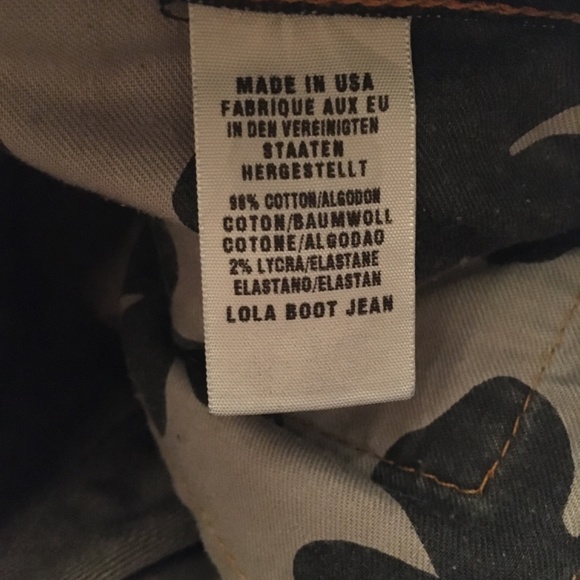 MADE IN USA
FABRIQUE AUX EU
IN DEN VEREINIGTEN
STAATEN
HERGESTELLT
98% COTTON/ALGODON
COTON/BAUMWOLL
COTONE/ALGODAO
2% LYCRA/ELASTANE
ELASTANO/ELASTAN
LOLA BOOT JEAN